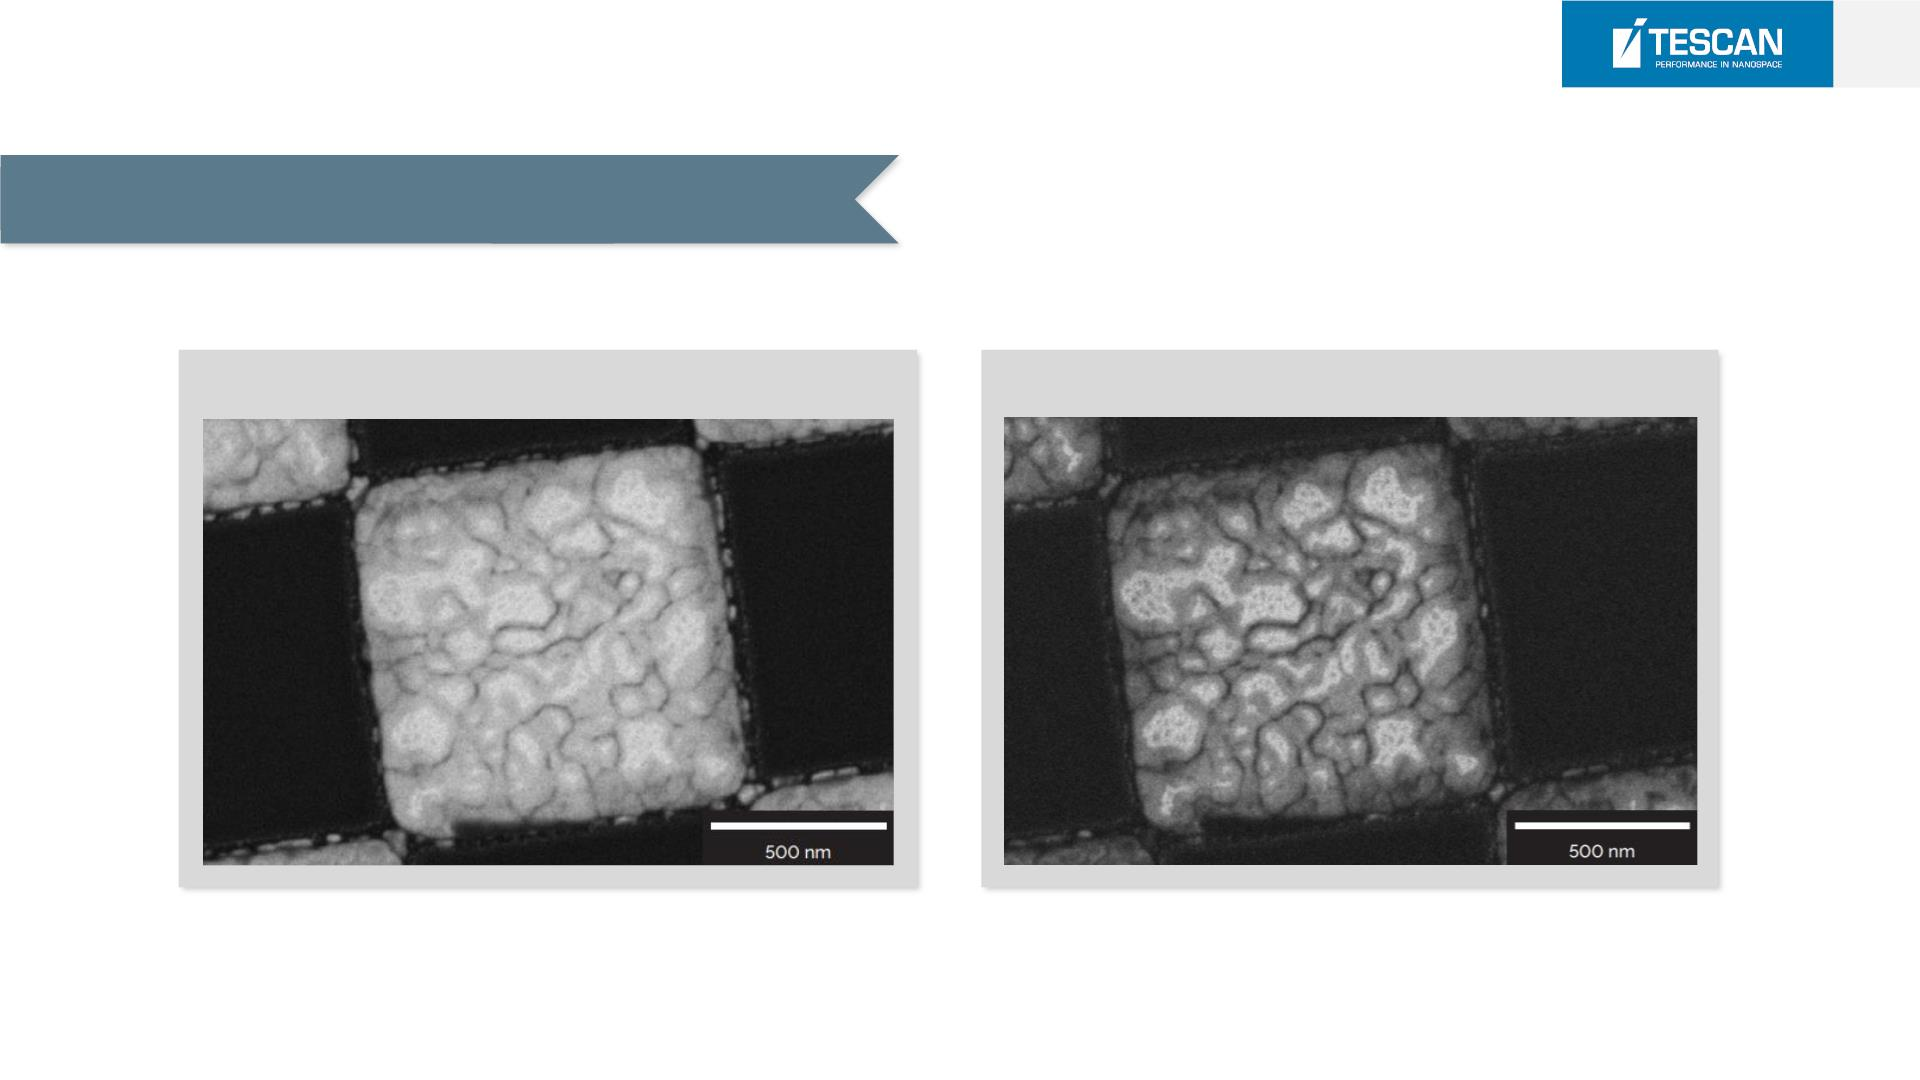 TESCAN
PERFORMANCE IN NANOSPACE
500 nm
500 nm